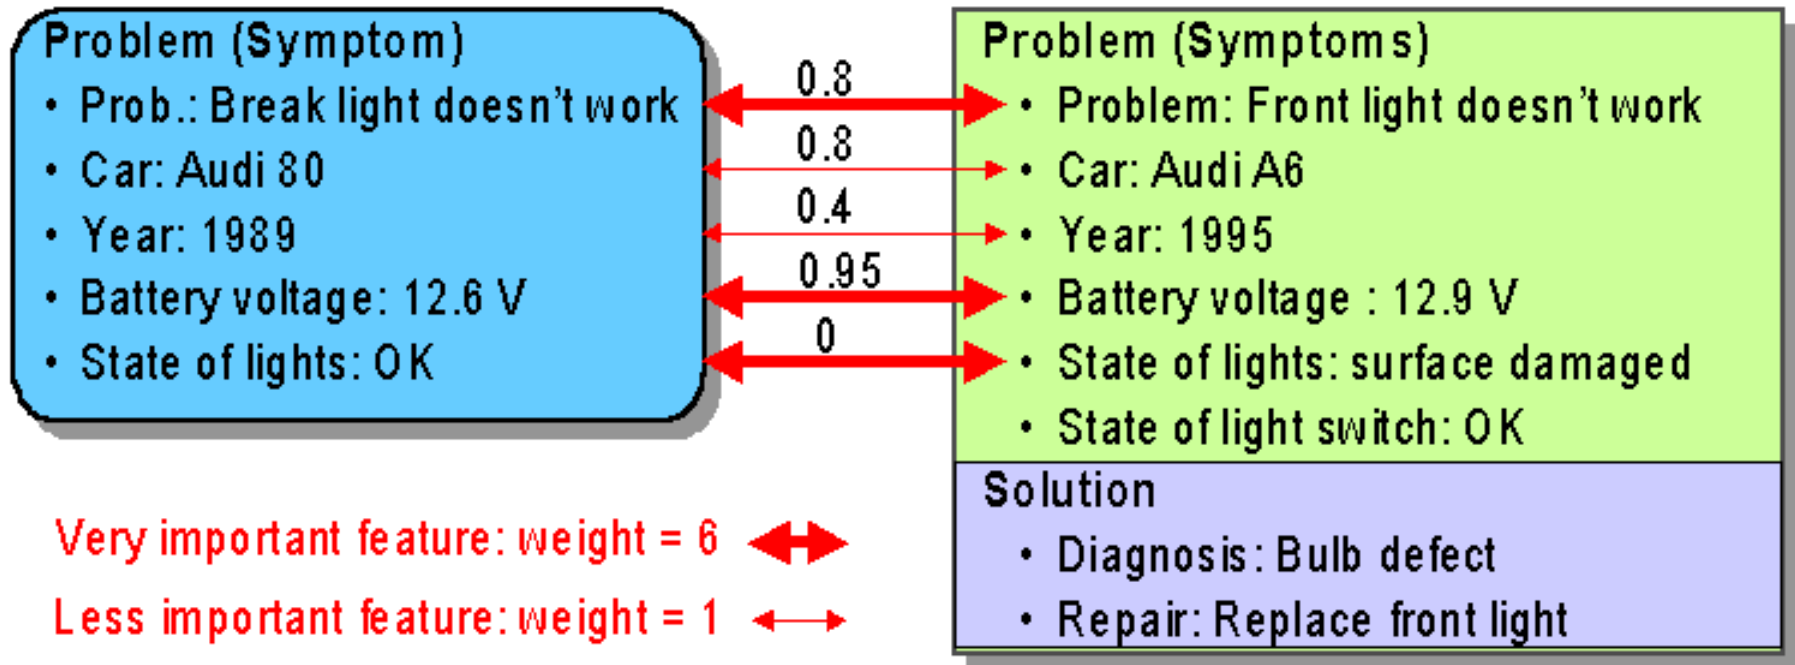 Problem (Symptom)
• Prob.: Break light doesn't work
• Car: Audi 80
• Year: 1989
• Battery voltage: 12.6 V
• State of lights: OK
0.8
0.8
0.4
0.95
0
Problem (Symptoms)
• Problem: Front light doesn't work
• Car: Audi A6
• Year: 1995
• Battery voltage : 12.9 V
• State of lights: surface damaged
• State of light switch: OK
Solution
• Diagnosis: Bulb defect
• Repair: Replace front light
Very important feature: weight = 6
Less important feature: weight = 1